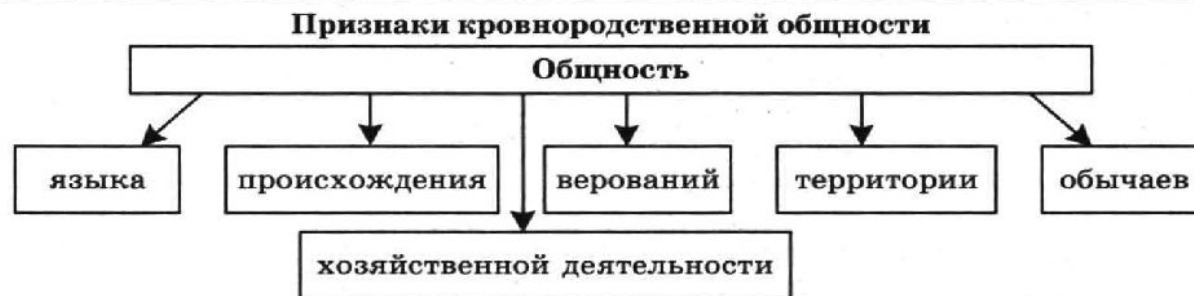 Признаки кровнородственной общности
Общность
языка
происхождения
верований
территории
обычаев
хозяйственной деятельности